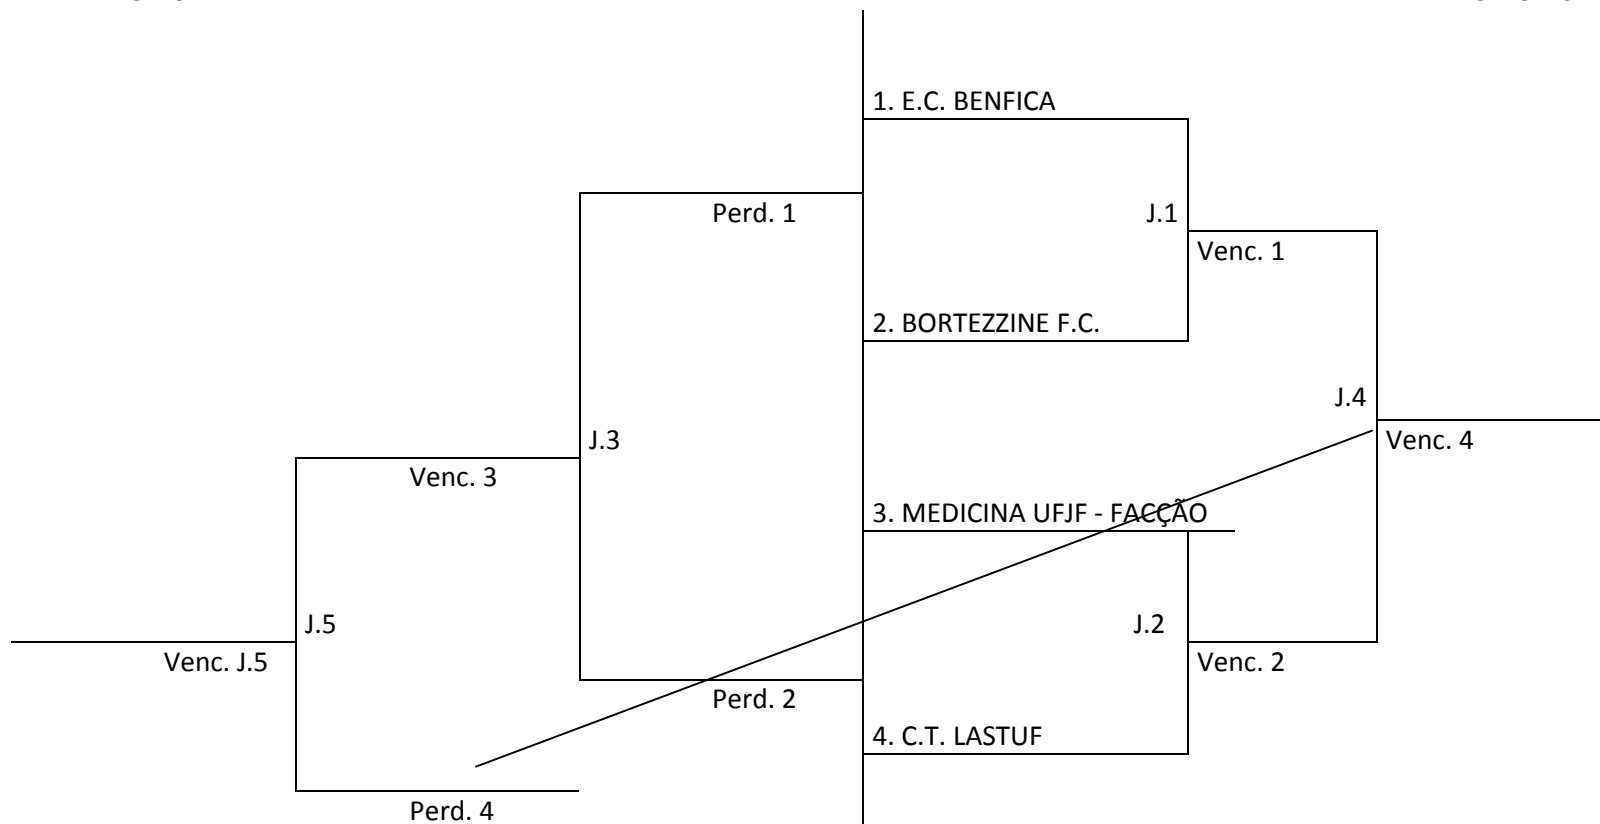 1. E.C. BENFICA
Perd. 1
J.1
Venc. 1
2. BORTEZZINE F.C.
J.4
Venc. 4
J.3
Venc. 3
3. MEDICINA UFJF - FACÇÃO
J.5
J.2
Venc. J.5
Venc. 2
Perd. 2
4. C.T. LASTUF
Perd. 4